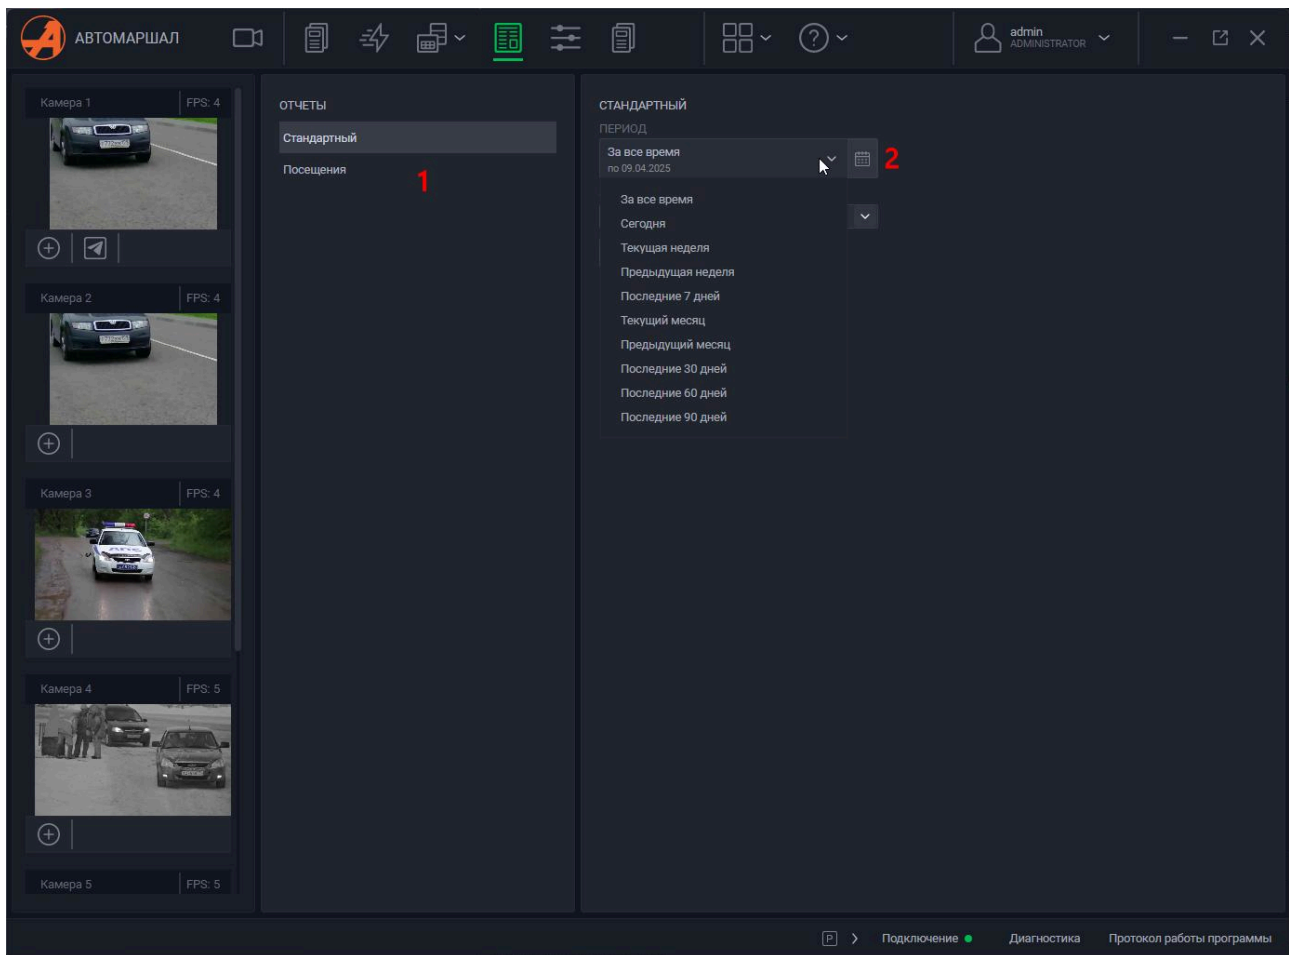 АВТОМАРШАЛ
admin
ADMINISTRATOR
Камера 1 FPS: 4
Камера 2 FPS: 4
Камера 3 FPS: 4
Камера 4 FPS: 5
Камера 5 FPS: 5
ОТЧЕТЫ
Стандартный
Посещения
1
СТАНДАРТНЫЙ
ПЕРИОД
За все время
по 09.04.2025
2
За все время
Сегодня
Текущая неделя
Предыдущая неделя
Последние 7 дней
Текущий месяц
Предыдущий месяц
Последние 30 дней
Последние 60 дней
Последние 90 дней
P
Подключение
Диагностика
Протокол работы программы